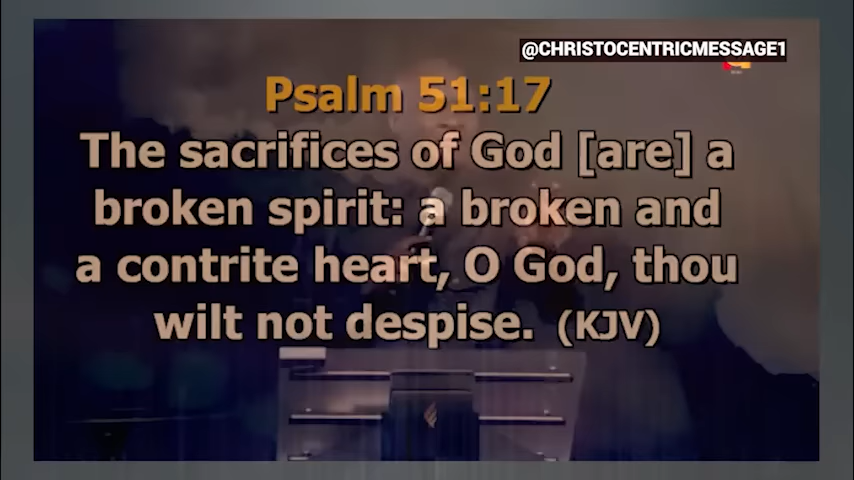 @CHRISTOCENTRICMESSAGE1
Psalm 51:17
The sacrifices of God [are] a
broken spirit: a broken and
a contrite heart, O God, thou
wilt not despise. (KJV)